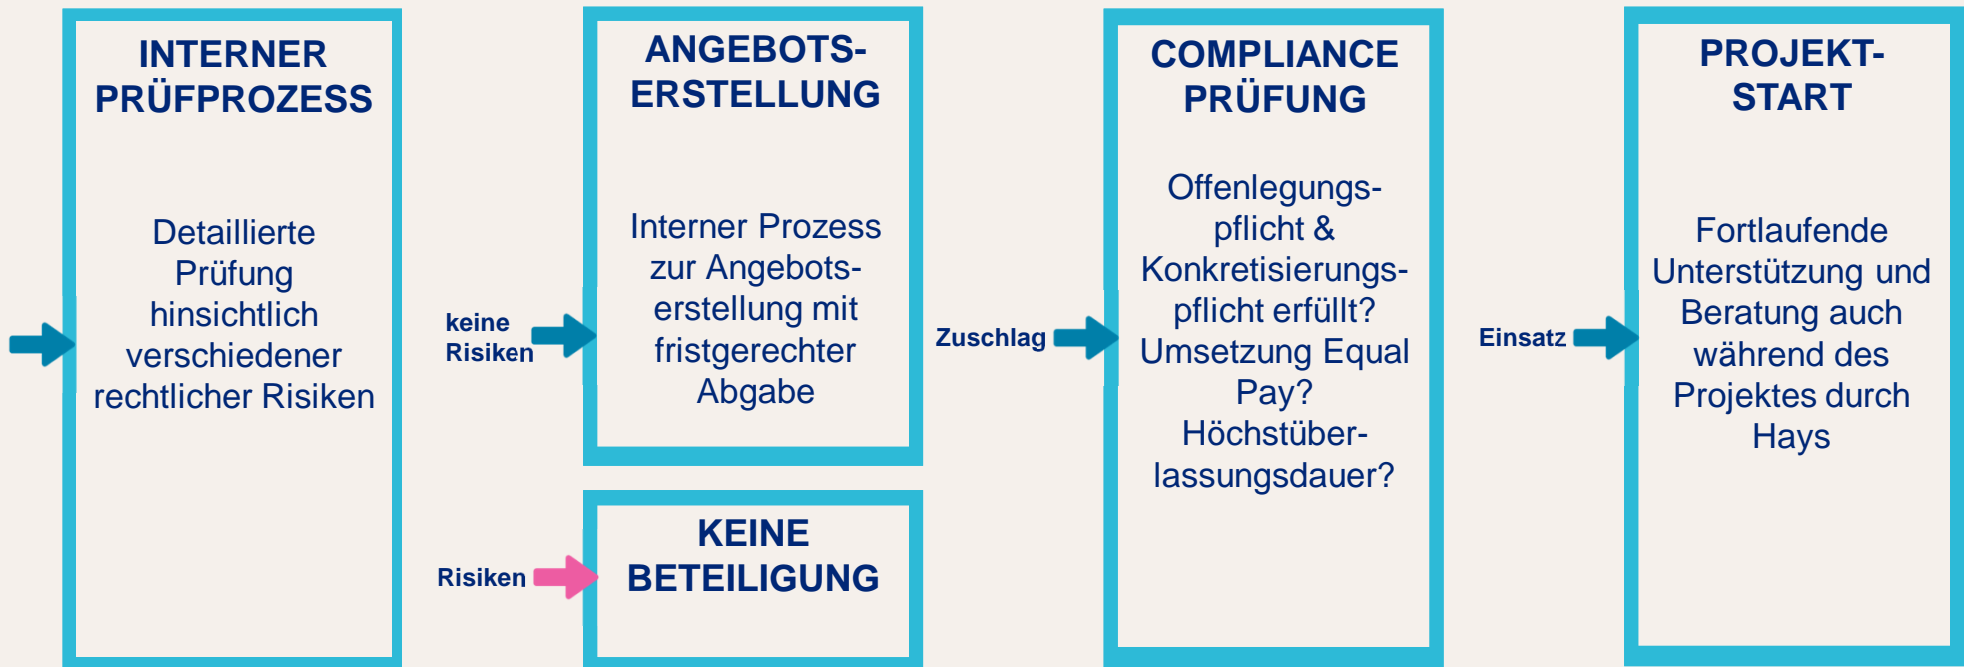 INTERNER
PRÜFPROZESS
Detaillierte
Prüfung
hinsichtlich
verschiedener
rechtlicher Risiken
keine
Risiken
ANGEBOTS-
ERSTELLUNG
Interner Prozess
zur Angebots-
erstellung mit
fristgerechter
Abgabe
Risiken
KEINE
BETEILIGUNG
Zuschlag
COMPLIANCE
PRÜFUNG
Offenlegungs-
pflicht &
Konkretisierungs-
pflicht erfüllt?
Umsetzung Equal
Pay?
Höchstüber-
lassungsdauer?
Einsatz
PROJEKT-
START
Fortlaufende
Unterstützung und
Beratung auch
während des
Projektes durch
Hays